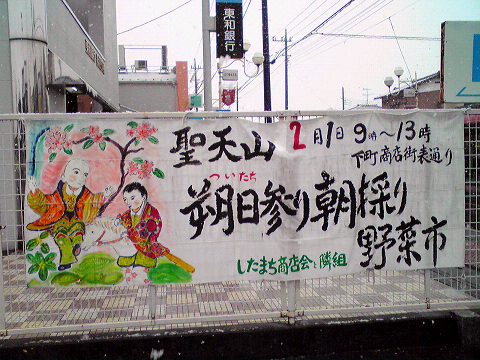 東和銀行
聖天山 2月1日 9時〜13時
下町商店街表通り
ついたち
朔日参り朝採り
野菜市
したまち商店会と隣組